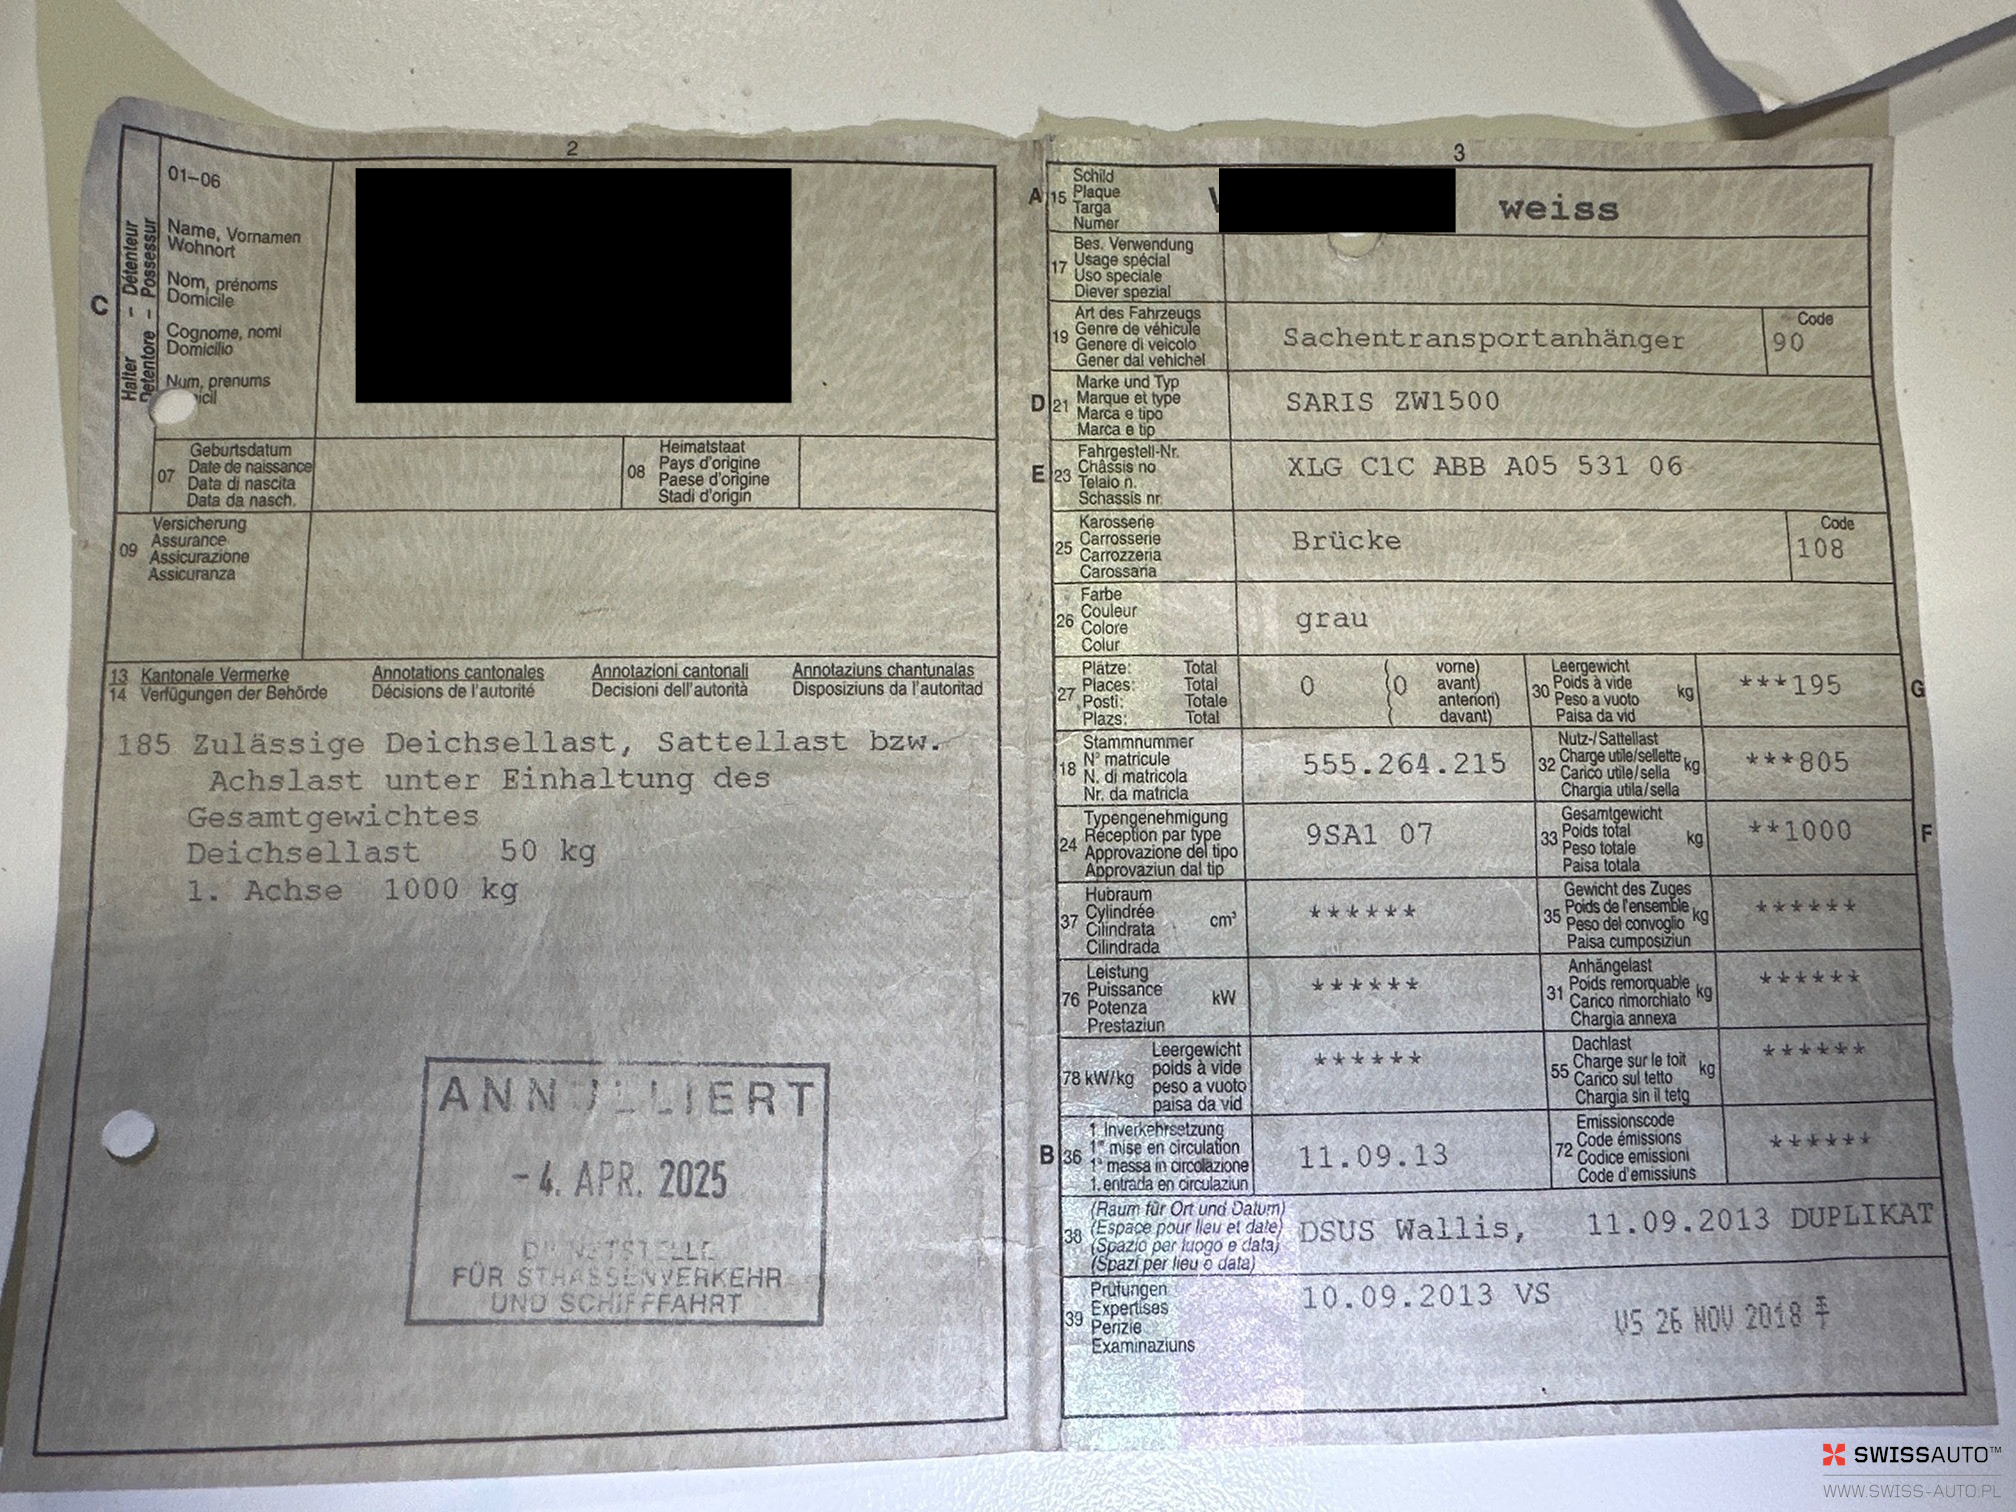 2
01–06
Name, Vornamen
Wohnort
Nom, prénoms
Domicile
Cognome, nomi
Domicilio
Num, prenums
icil
C
Halter – Détenteur
Detentore – Possessur
07
Geburtsdatum
Date de naissance
Data di nascita
Data da nasch.
08
Heimatstaat
Pays d'origine
Paese d'origine
Stadi d'origin
09
Versicherung
Assurance
Assicurazione
Assicuranza
13 Kantonale Vermerke Annotations cantonales Annotazioni cantonali Annotaziuns chantunalas
14 Verfügungen der Behörde Décisions de l'autorité Decisioni dell'autorità Disposiziuns da l'autoritad
185 Zulässige Deichsellast, Sattellast bzw.
Achslast unter Einhaltung des
Gesamtgewichtes
Deichsellast 50 kg
1. Achse 1000 kg
ANNULLIERT
-4. APR. 2025
DIENSTSTELLE
FÜR STRASSENVERKEHR
UND SCHIFFFAHRT
3
A 15
Schild
Plaque
Targa
Numer
weiss
17
Bes. Verwendung
Usage spécial
Uso speciale
Diever spezial
19
Art des Fahrzeugs
Genre de véhicule
Genere di veicolo
Gener dal vehichel
Sachentransportanhänger
Code
90
D 21
Marke und Typ
Marque et type
Marca e tipo
Marca e tip
SARIS ZW1500
E 23
Fahrgestell-Nr.
Châssis no
Telaio n.
Schassis nr.
XLG C1C ABB A05 531 06
25
Karosserie
Carrosserie
Carrozzeria
Carossaria
Brücke
Code
108
26
Farbe
Couleur
Colore
Colur
grau
27
Plätze: Total
Places: Total
Posti: Totale
Plazs: Total
0
0
vorne)
avant)
anteriori)
davant)
30
Leergewicht
Poids à vide
Peso a vuoto
Paisa da vid
kg
***195
G
18
Stammnummer
N° matricule
N. di matricola
Nr. da matricla
555.264.215
32
Nutz-/Sattellast
Charge utile/sellette
Carico utile/sella
Chargia utila/sella
kg
***805
24
Typengenehmigung
Réception par type
Approvazione del tipo
Approvaziun dal tip
9SA1 07
33
Gesamtgewicht
Poids total
Peso totale
Paisa totala
kg
**1000
F
37
Hubraum
Cylindrée
Cilindrata
Cilindrada
cm³
******
35
Gewicht des Zuges
Poids de l'ensemble
Peso del convoglio
Paisa cumposiziun
kg
******
76
Leistung
Puissance
Potenza
Prestaziun
kW
******
31
Anhängelast
Poids remorquable
Carico rimorchiato
Chargia annexa
kg
******
78 kW/kg
Leergewicht
poids à vide
peso a vuoto
paisa da vid
******
55
Dachlast
Charge sur le toit
Carico sul tetto
Chargia sin il tetg
kg
******
B 36
1. Inverkehrsetzung
1re mise en circulation
1a messa in circolazione
1. entrada en circulaziun
11.09.13
72
Emissionscode
Code émissions
Codice emissioni
Code d'emissiuns
******
38
(Raum für Ort und Datum)
(Espace pour lieu et date)
(Spazio per luogo e data)
(Spazi per lieu e data)
DSUS Wallis, 11.09.2013 DUPLIKAT
39
Prüfungen
Expertises
Perizie
Examinaziuns
10.09.2013 VS
VS 26 NOV 2018
SWISSAUTO™
WWW.SWISS-AUTO.PL